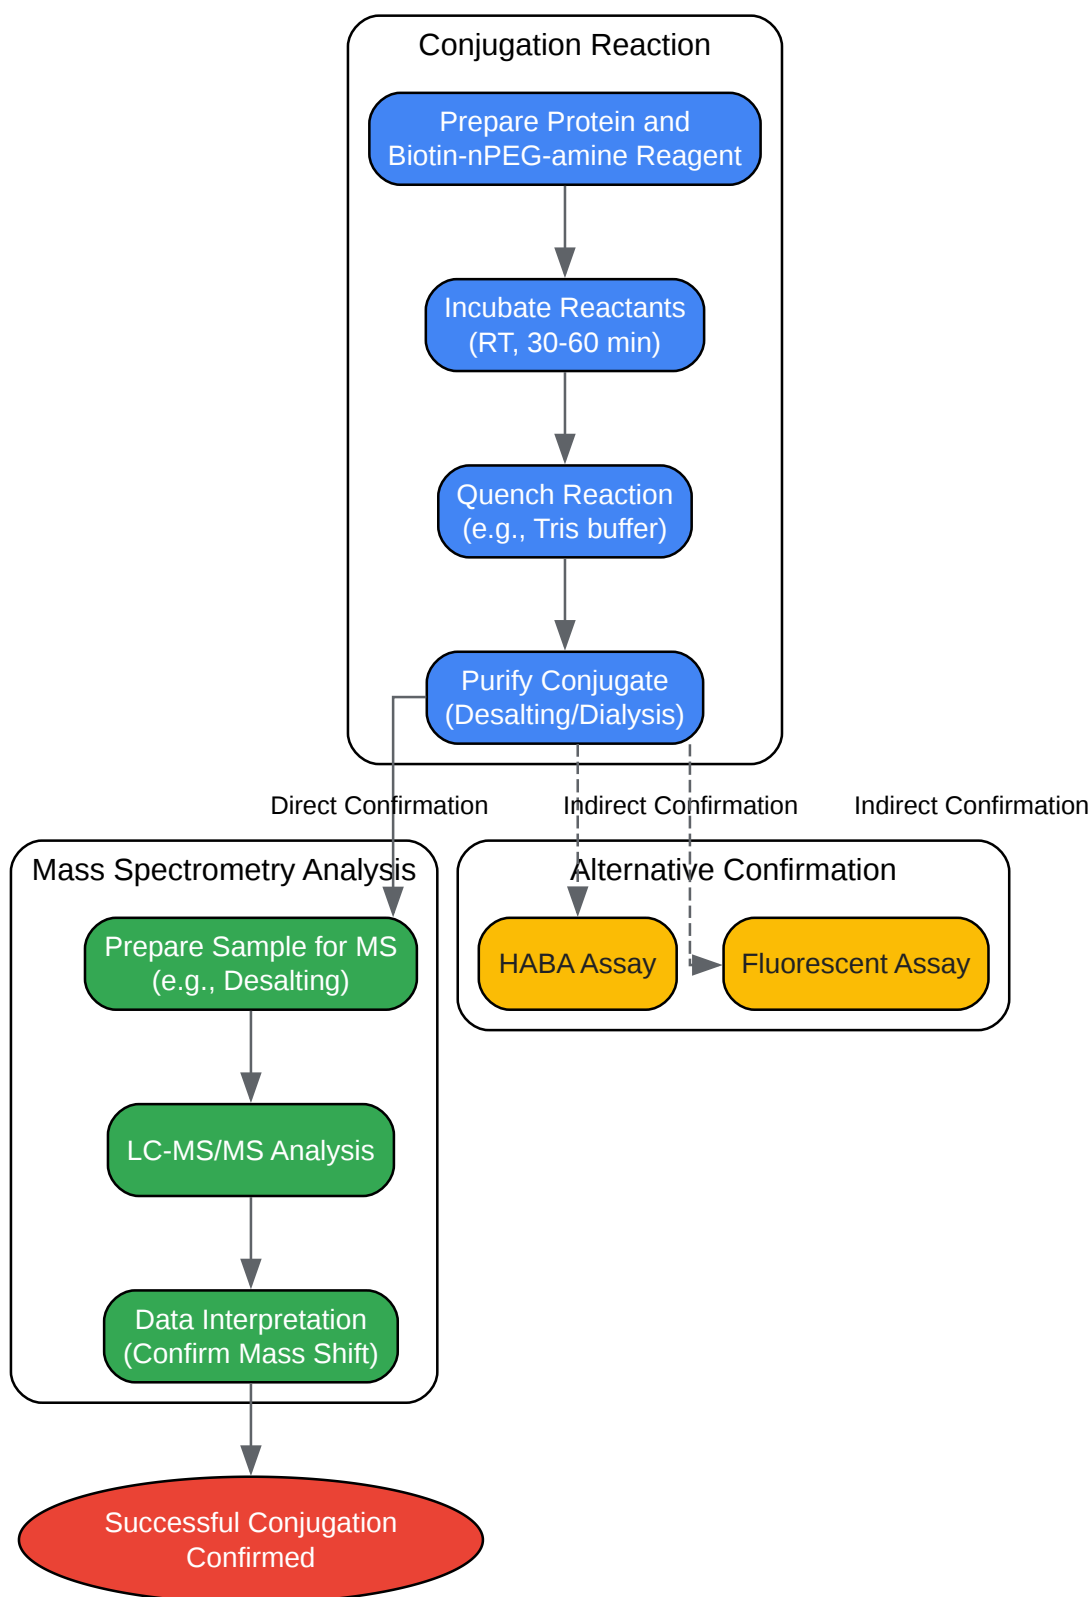 Conjugation Reaction
Prepare Protein and
Biotin-nPEG-amine Reagent
Incubate Reactants
(RT, 30-60 min)
Quench Reaction
(e.g., Tris buffer)
Purify Conjugate
(Desalting/Dialysis)
Direct Confirmation
Indirect Confirmation
Indirect Confirmation
Mass Spectrometry Analysis
Prepare Sample for MS
(e.g., Desalting)
LC-MS/MS Analysis
Data Interpretation
(Confirm Mass Shift)
Alternative Confirmation
HABA Assay
Fluorescent Assay
Successful Conjugation
Confirmed